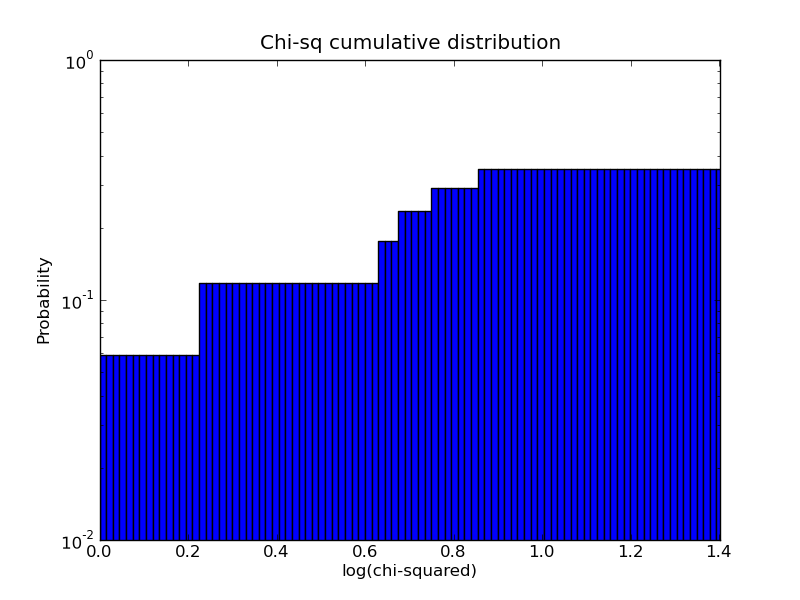 Chi-sq cumulative distribution
10^0
10^-1
10^-2
Probability
0.0 0.2 0.4 0.6 0.8 1.0 1.2 1.4
log(chi-squared)